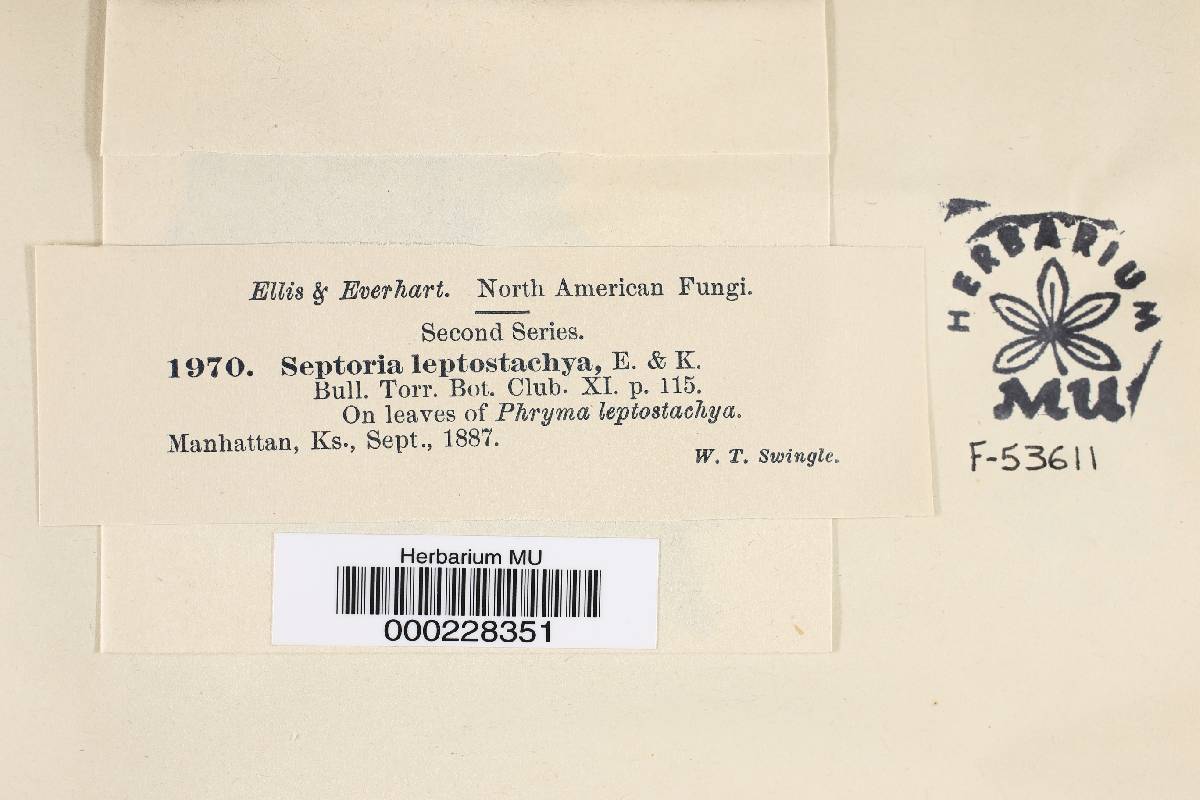 Ellis & Everhart. North American Fungi.
Second Series.
1970. Septoria leptostachya, E. & K.
Bull. Torr. Bot. Club. XI. p. 115.
On leaves of Phryma leptostachya.
Manhattan, Ks., Sept., 1887.
W. T. Swingle.
HERBARIUM
MU
F-53611
Herbarium MU
000228351